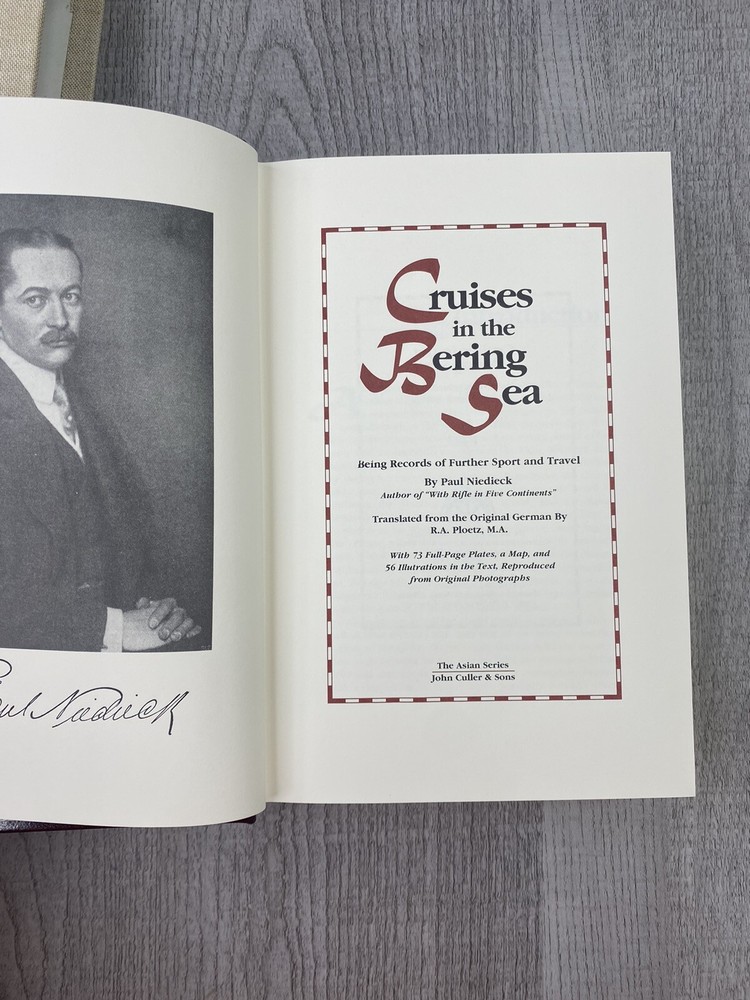 Niedieck
Cruises
in the
Bering
Sea
Being Records of Further Sport and Travel
By Paul Niedieck
Author of "With Rifle in Five Continents"
Translated from the Original German By
R.A. Ploetz, M.A.
With 73 Full-Page Plates, a Map, and
56 Illutrations in the Text, Reproduced
from Original Photographs
The Asian Series
John Culler & Sons